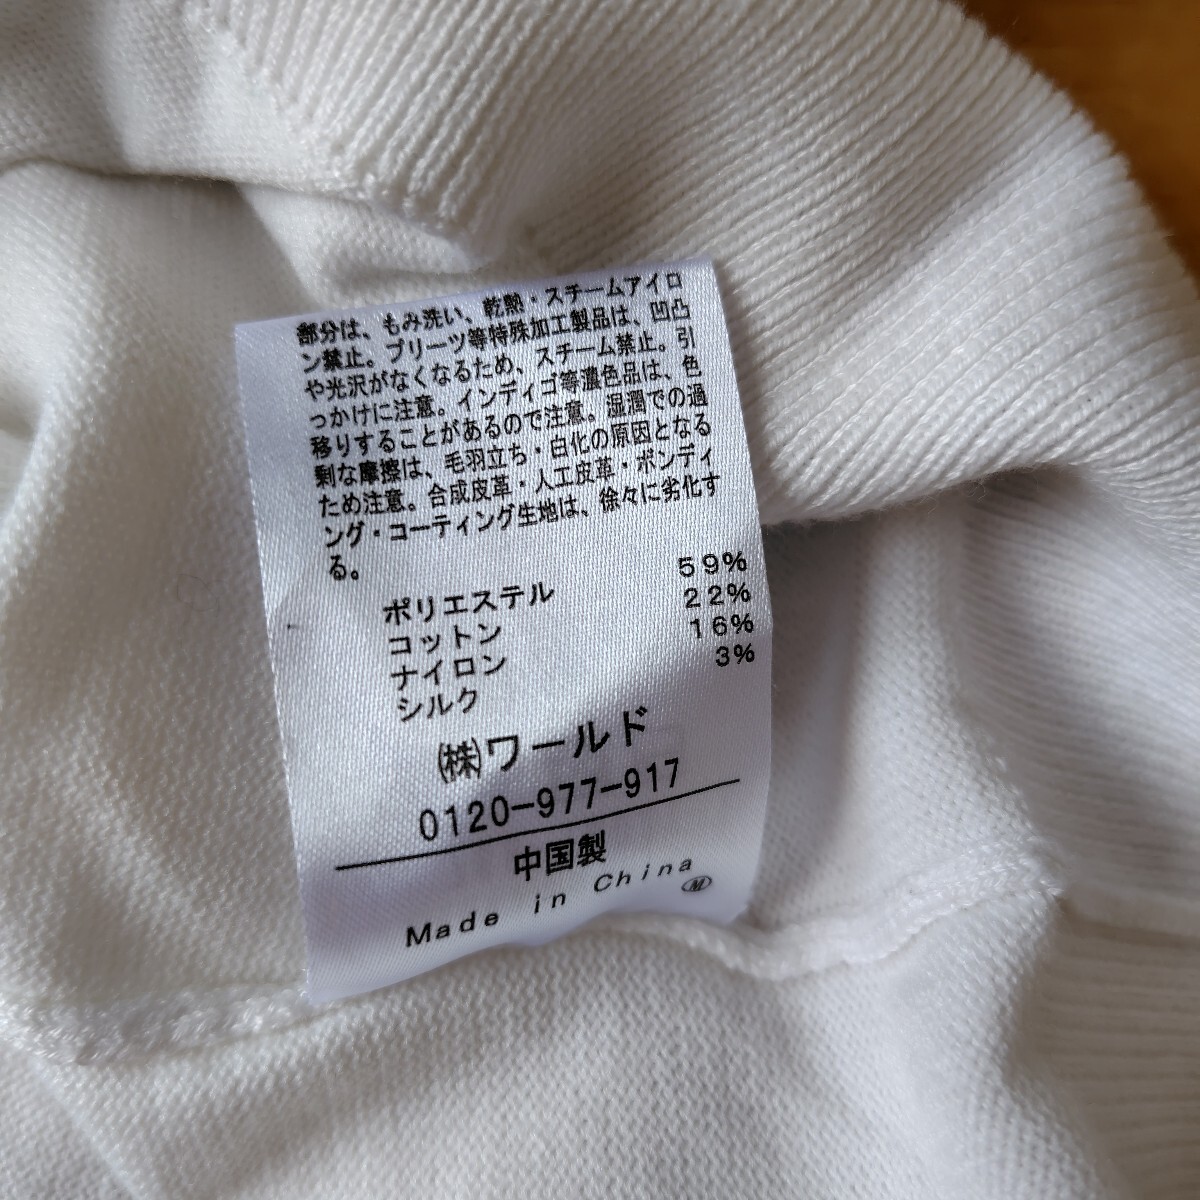 部分は、もみ洗い、乾熱・スチームアイロ
ン禁止。プリーツ等特殊加工製品は、凹凸
や光沢がなくなるため、スチーム禁止。引
っかけに注意。インディゴ等濃色品は、色
移りすることがあるので注意。湿潤での過
剰な摩擦は、毛羽立ち・白化の原因となる
ため注意。合成皮革・人工皮革・ボンディ
ング・コーティング生地は、徐々に劣化す
る。
ポリエステル 59%
コットン 22%
ナイロン 16%
シルク 3%
㈱ワールド
0120-977-917
中国製
Made in China
Ⓜ